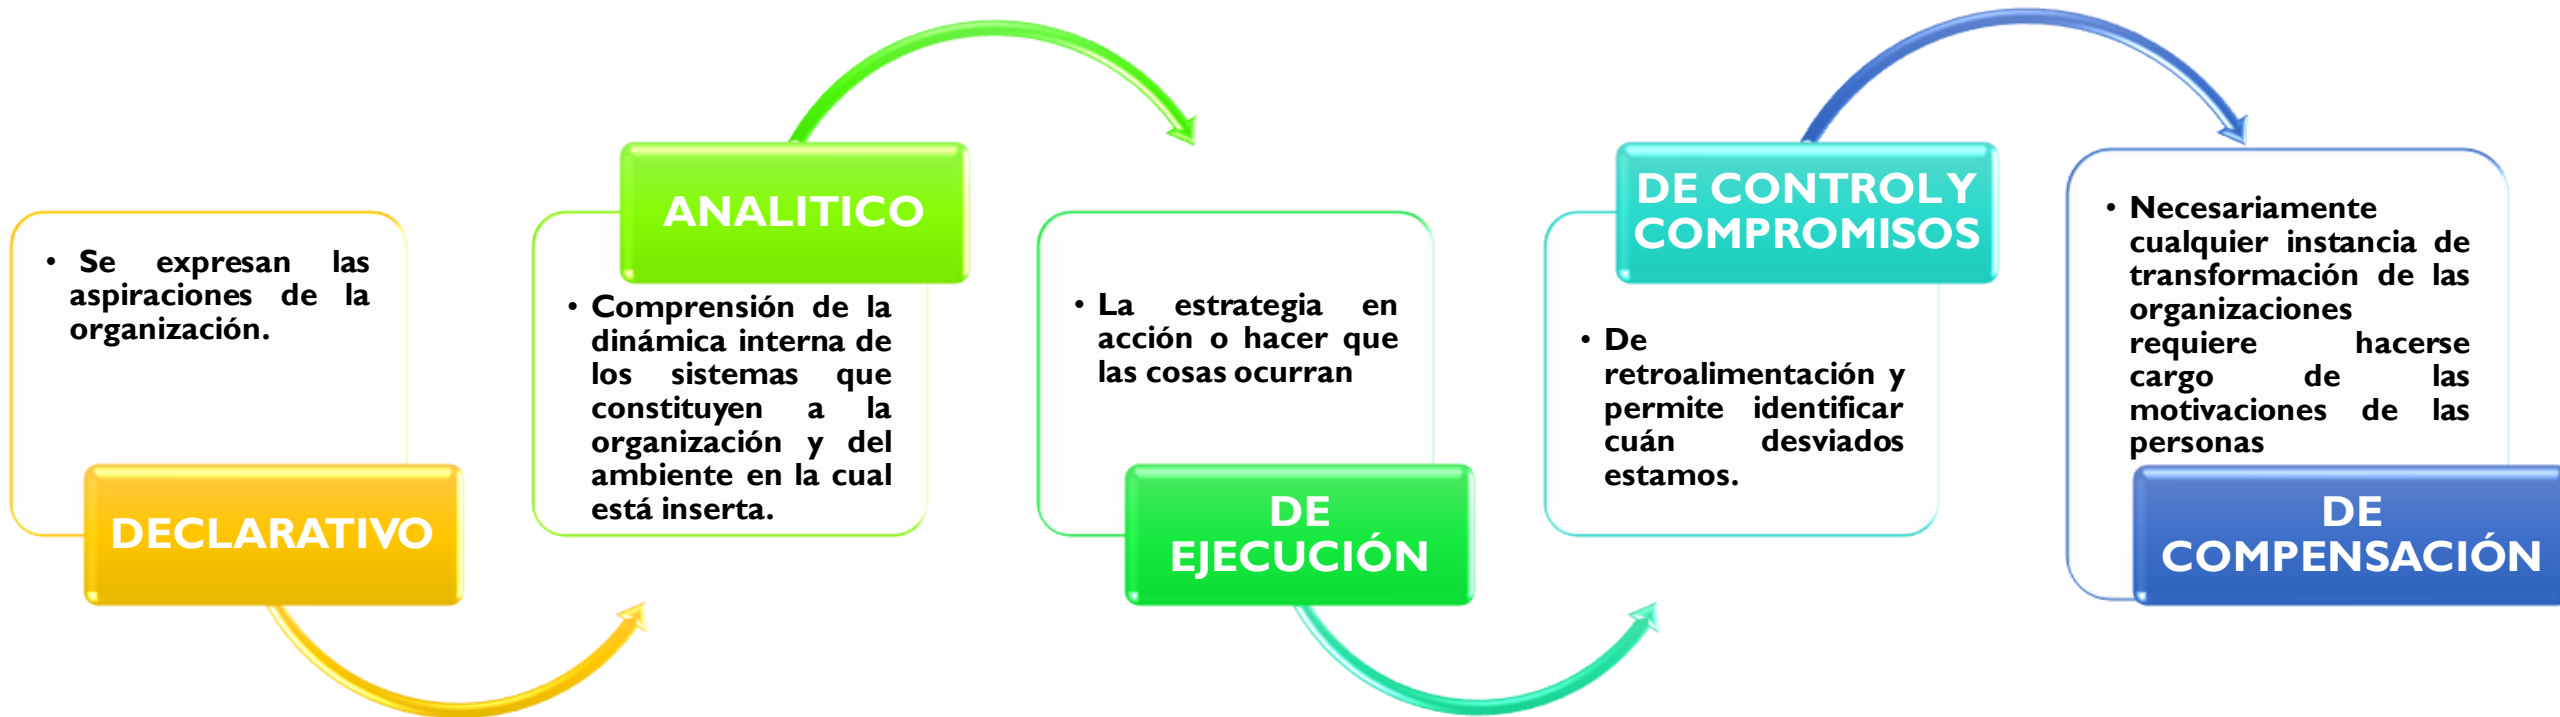 • Se expresan las
aspiraciones de la
organización.
DECLARATIVO
ANALITICO
• Comprensión de la
dinámica interna de
los sistemas que
constituyen a la
organización y del
ambiente en la cual
está inserta.
• La estrategia en
acción o hacer que
las cosas ocurran
DE
EJECUCIÓN
DE CONTROL Y
COMPROMISOS
• De
retroalimentación y
permite identificar
cuán desviados
estamos.
• Necesariamente
cualquier instancia de
transformación de las
organizaciones
requiere hacerse
cargo de las
motivaciones de las
personas
DE
COMPENSACIÓN